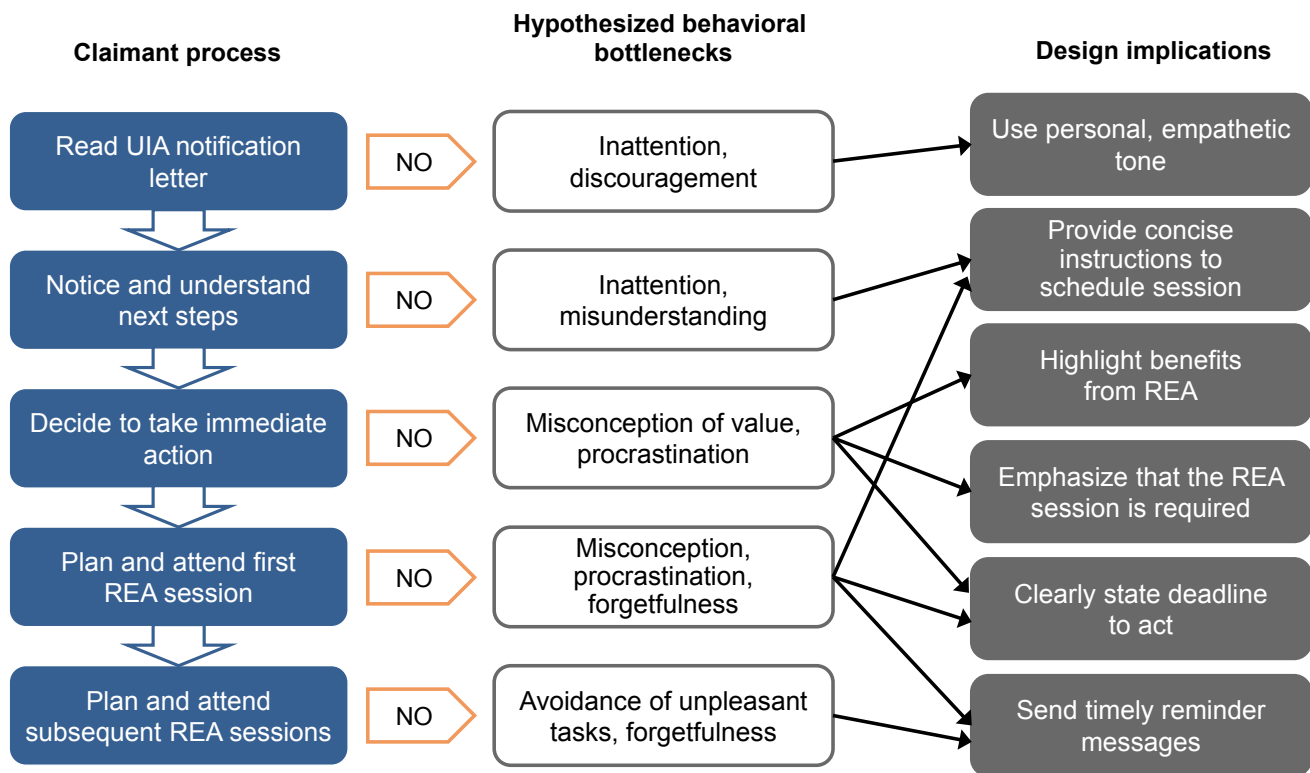 Claimant process
Hypothesized behavioral
bottlenecks
Design implications
Read UIA notification
letter
NO
Inattention,
discouragement
Use personal, empathetic
tone
Notice and understand
next steps
NO
Inattention,
misunderstanding
Provide concise
instructions to
schedule session
Decide to take immediate
action
NO
Misconception of value,
procrastination
Highlight benefits
from REA
Emphasize that the REA
session is required
Plan and attend first
REA session
NO
Misconception,
procrastination,
forgetfulness
Clearly state deadline
to act
Plan and attend
subsequent REA sessions
NO
Avoidance of unpleasant
tasks, forgetfulness
Send timely reminder
messages